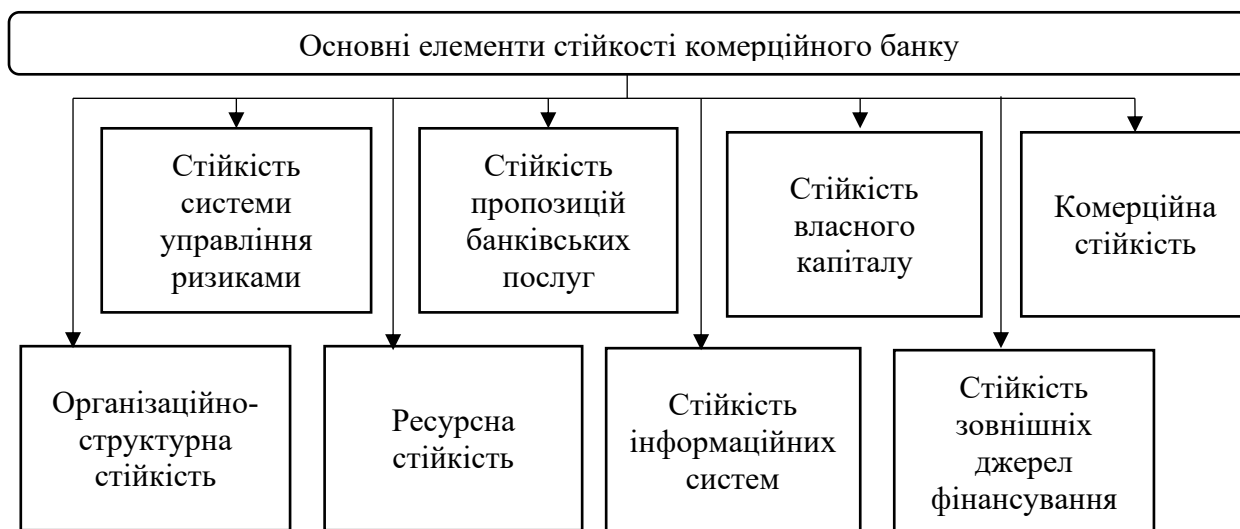 Основні елементи стійкості комерційного банку
Стійкість
системи
управління
ризиками
Стійкість
пропозицій
банківських
послуг
Стійкість
власного
капіталу
Комерційна
стійкість
Організаційно-
структурна
стійкість
Ресурсна
стійкість
Стійкість
інформаційних
систем
Стійкість
зовнішніх
джерел
фінансування